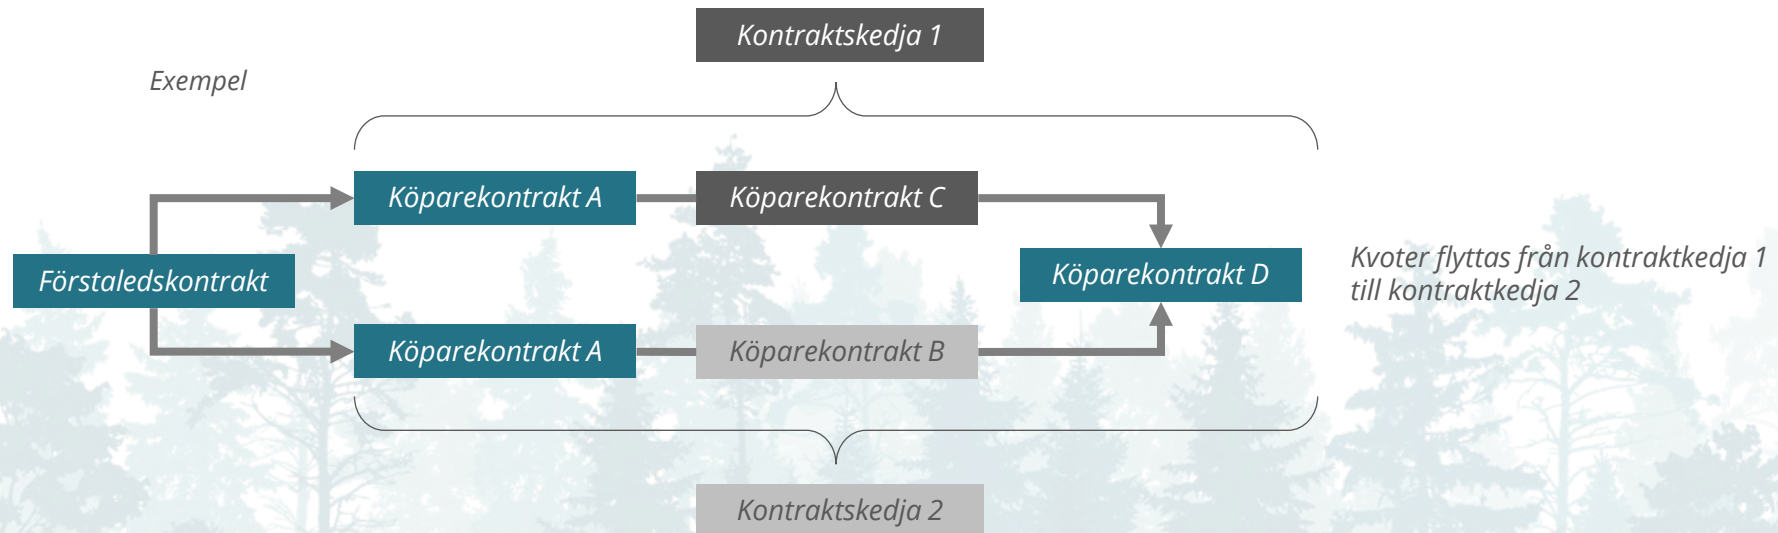 Kontraktskedja 1
Exempel
Köparekontrakt A
Köparekontrakt C
Förstaledskontrakt
Köparekontrakt D
Kvoter flyttas från kontraktkedja 1
till kontraktkedja 2
Köparekontrakt A
Köparekontrakt B
Kontraktskedja 2